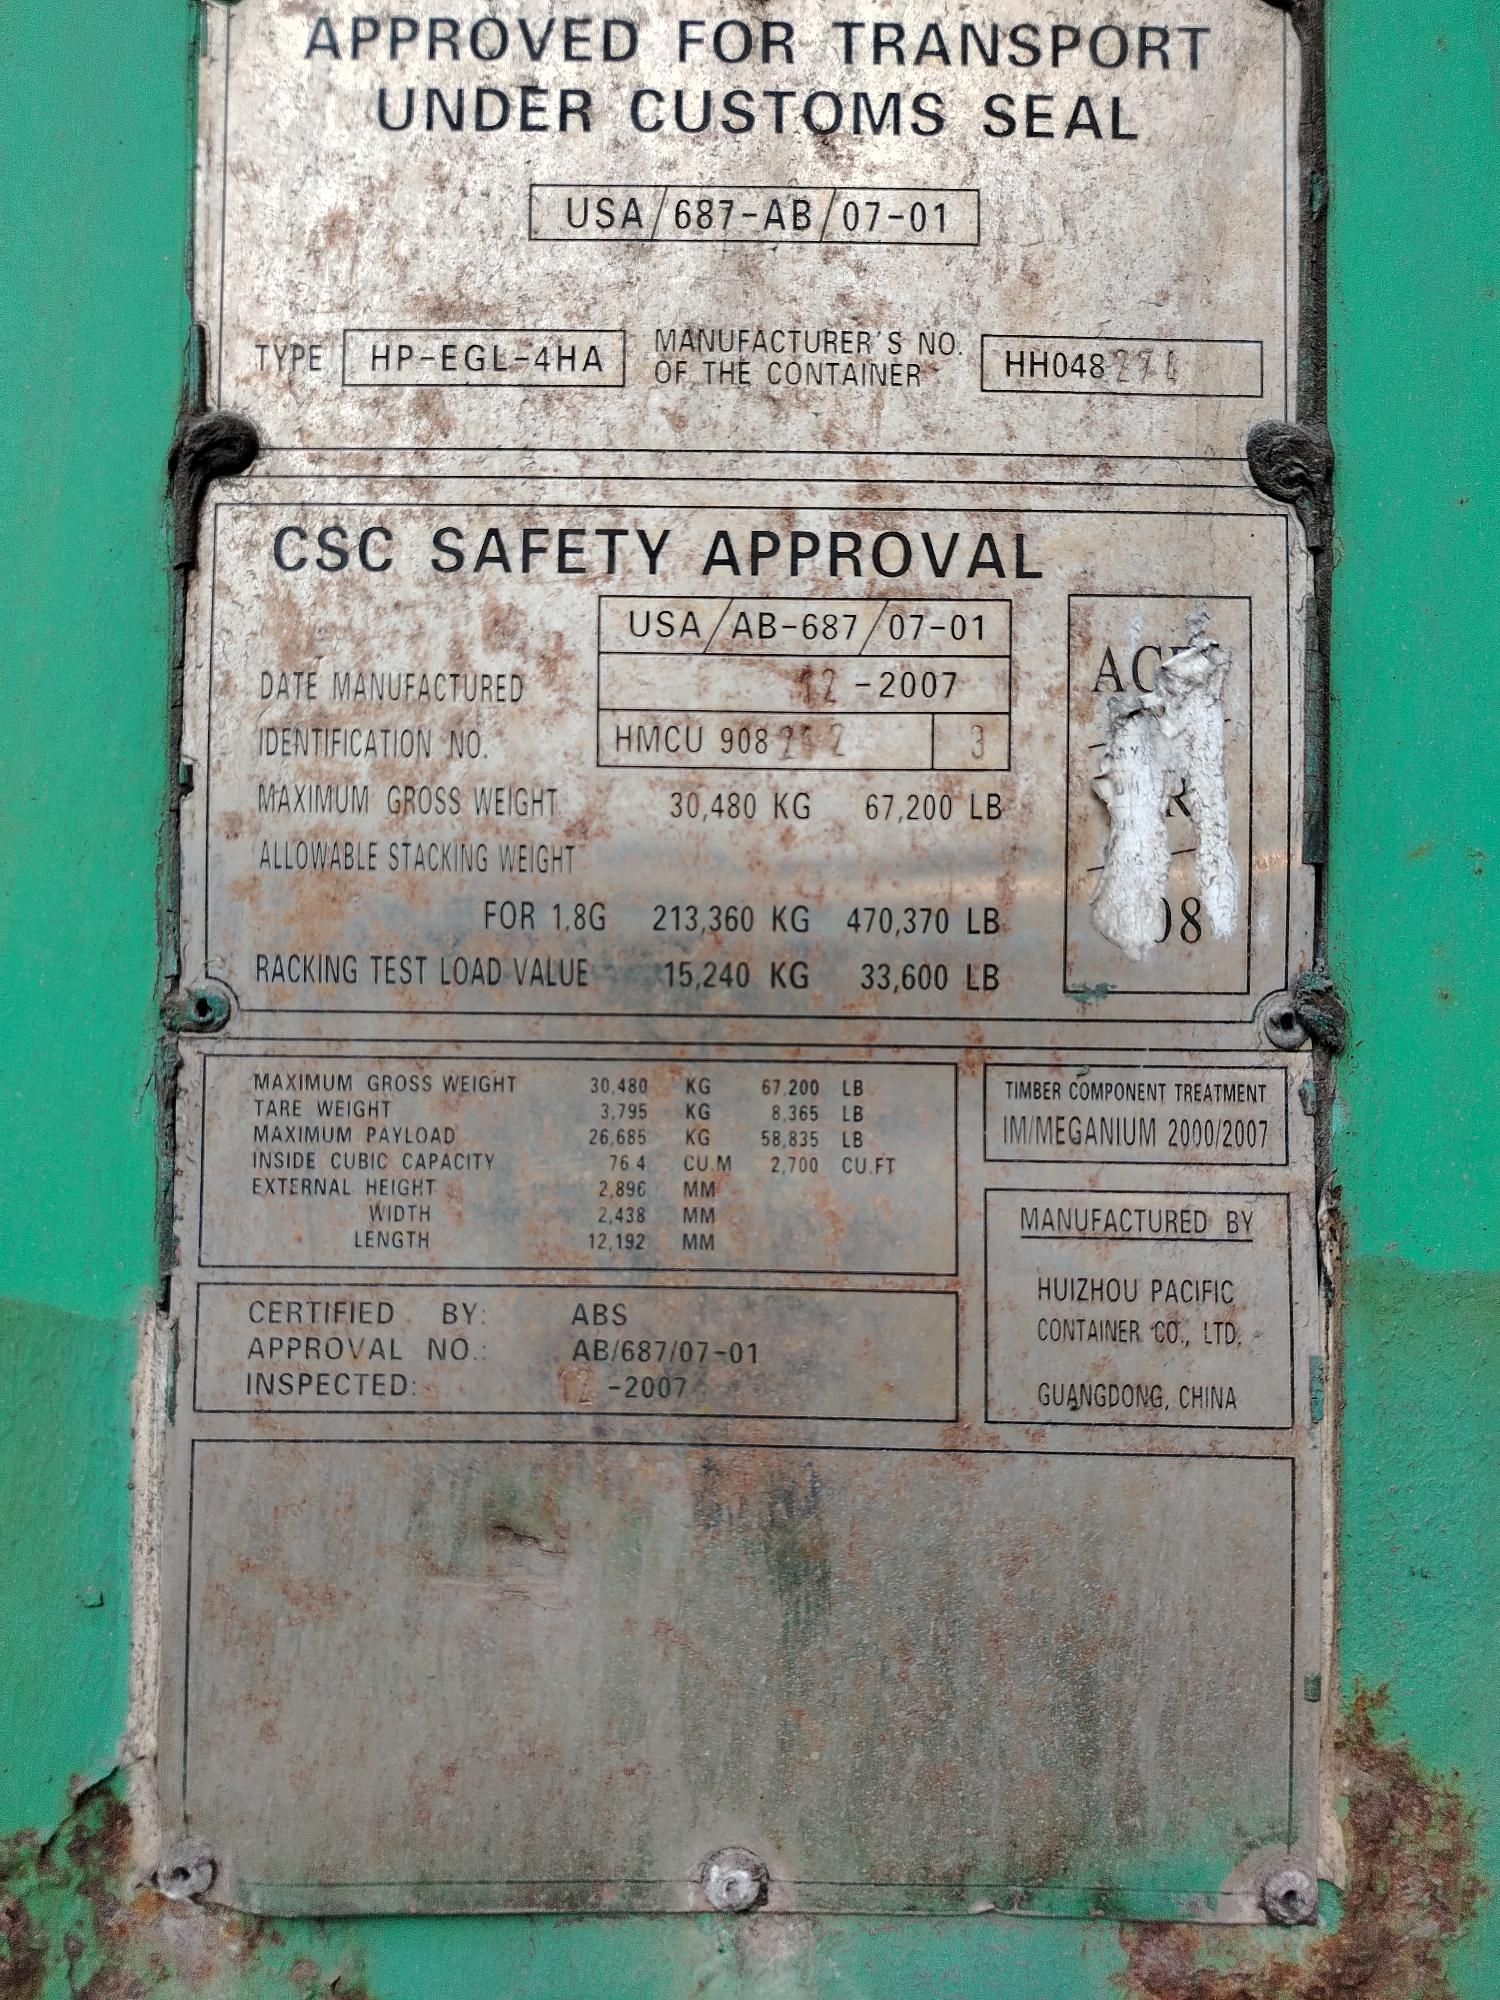 APPROVED FOR TRANSPORT
UNDER CUSTOMS SEAL
USA/687-AB/07-01
TYPE HP-EGL-4HA
MANUFACTURER'S NO.
OF THE CONTAINER
CSC SAFETY APPROVAL
USA/AB-687/07-01
DATE MANUFACTURED 12-2007
IDENTIFICATION NO. HMCU 3
MAXIMUM GROSS WEIGHT 30,480 KG 67,200 LB
ALLOWABLE STACKING WEIGHT
FOR 1.8G 213,360 KG 470,370 LB
RACKING TEST LOAD VALUE 15,240 KG 33,600 LB
MAXIMUM GROSS WEIGHT 30,480 KG 67,200 LB
TARE WEIGHT 3,795 KG 8,365 LB
MAXIMUM PAYLOAD 26,685 KG 58,835 LB
INSIDE CUBIC CAPACITY 76.4 CU.M 2,700 CU.FT
EXTERNAL HEIGHT 2,896 MM
WIDTH 2,438 MM
LENGTH 12,192 MM
TIMBER COMPONENT TREATMENT
IM/MEGANIUM 2000/2007
MANUFACTURED BY
HUIZHOU PACIFIC
CONTAINER CO., LTD.
GUANGDONG, CHINA
CERTIFIED BY: ABS
APPROVAL NO.: AB/687/07-01
INSPECTED: 12-2007